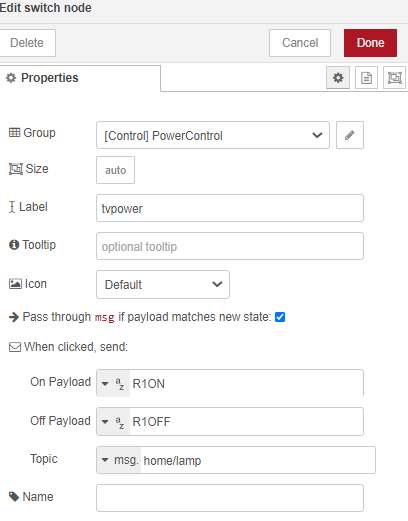 Edit switch node
Delete
Cancel
Done
Properties
Group
[Control] PowerControl
Size
auto
Label
tvpower
Tooltip
optional tooltip
Icon
Default
Pass through msg if payload matches new state:
When clicked, send:
On Payload
a
z
R1ON
Off Payload
a
z
R1OFF
Topic
msg. home/lamp
Name